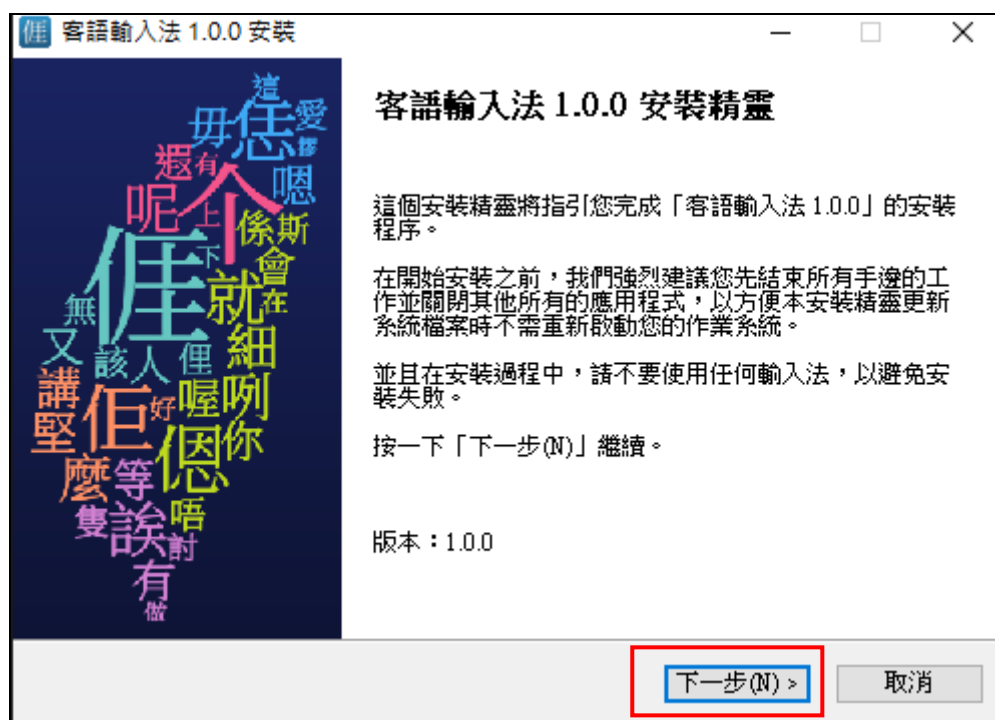 客語輸入法 1.0.0 安裝
這
恁
愛
毋
摎
還
有
嗯
呢
个
上
係
斯
𠊎
下
會
就
在
無
又
該
人
俚
細
講
佢
好
喔
咧
堅
你
麼
等
隻
誒
唔
討
有
做
客語輸入法 1.0.0 安裝精靈
這個安裝精靈將指引您完成「客語輸入法 1.0.0」的安裝
程序。
在開始安裝之前，我們強烈建議您先結束所有手邊的工
作並關閉其他所有的應用程式，以方便本安裝精靈更新
系統檔案時不需重新啟動您的作業系統。
並且在安裝過程中，請不要使用任何輸入法，以避免安
裝失敗。
按一下「下一步(N)」繼續。
版本：1.0.0
下一步(N) >
取消